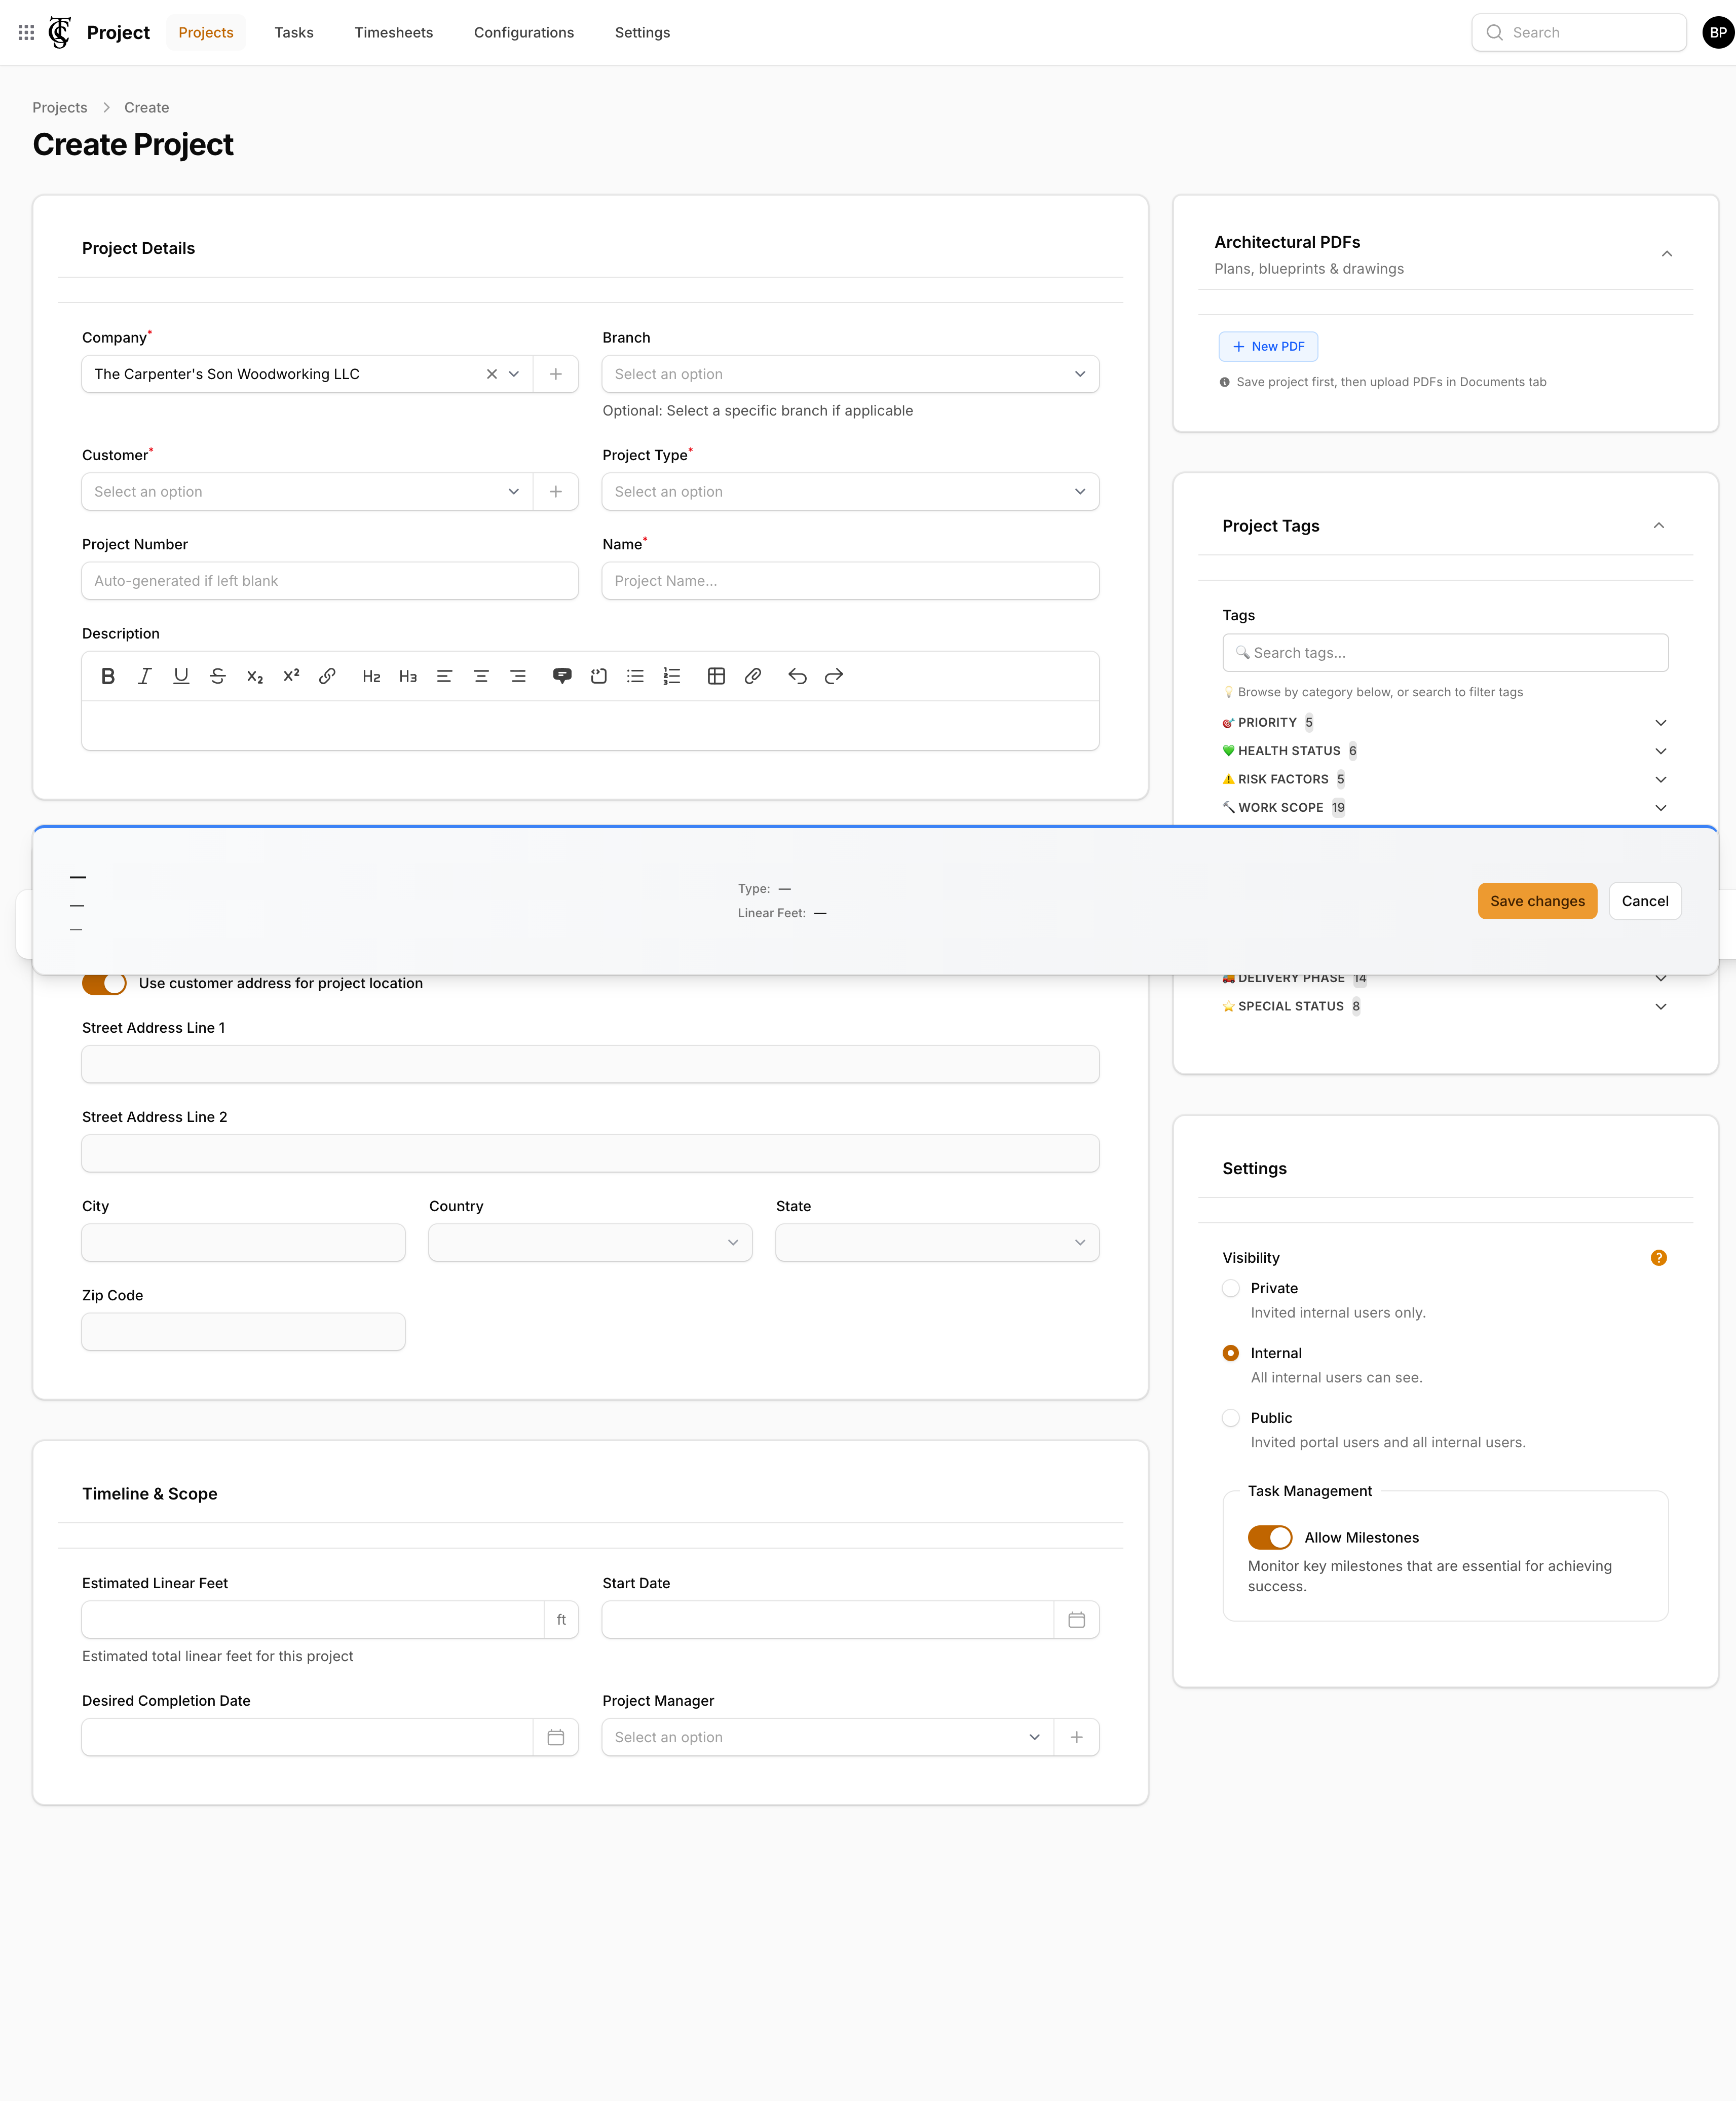 Project
Projects
Tasks
Timesheets
Configurations
Settings
Search
BP
Projects
Create
Create Project
Project Details
Company*
Branch
The Carpenter's Son Woodworking LLC
Select an option
Optional: Select a specific branch if applicable
Customer*
Project Type*
Select an option
Select an option
Project Number
Name*
Auto-generated if left blank
Project Name...
Description
B I U S X₂ X² H2 H3
Architectural PDFs
Plans, blueprints & drawings
+ New PDF
Save project first, then upload PDFs in Documents tab
Project Tags
Tags
🔍 Search tags...
💡 Browse by category below, or search to filter tags
🎯 PRIORITY 5
💚 HEALTH STATUS 6
⚠️ RISK FACTORS 5
🔨 WORK SCOPE 19
—
—
—
Type: —
Linear Feet: —
Save changes
Cancel
🚚 DELIVERY PHASE 14
⭐ SPECIAL STATUS 8
Use customer address for project location
Street Address Line 1
Street Address Line 2
City
Country
State
Zip Code
Timeline & Scope
Estimated Linear Feet
Start Date
ft
Estimated total linear feet for this project
Desired Completion Date
Project Manager
Select an option
Settings
Visibility
?
Private
Invited internal users only.
Internal
All internal users can see.
Public
Invited portal users and all internal users.
Task Management
Allow Milestones
Monitor key milestones that are essential for achieving
success.